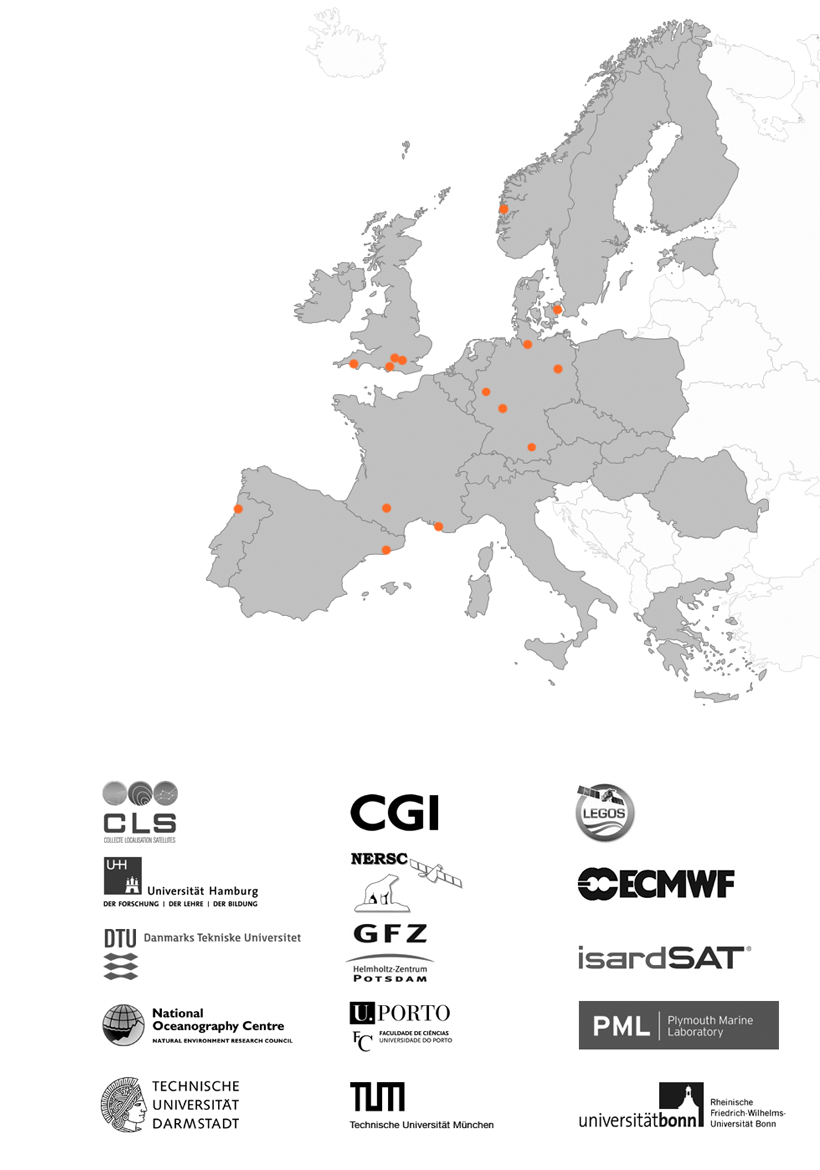 CLS
COLLECTE LOCALISATION SATELLITES
CGI
LEGOS
UHH
Universität Hamburg
DER FORSCHUNG | DER LEHRE | DER BILDUNG
NERSC
ECMWF
DTU Danmarks Tekniske Universitet
GFZ
Helmholtz-Zentrum
POTSDAM
isardSAT®
National
Oceanography Centre
NATURAL ENVIRONMENT RESEARCH COUNCIL
U. PORTO
FC FACULDADE DE CIÊNCIAS
UNIVERSIDADE DO PORTO
PML | Plymouth Marine
Laboratory
TECHNISCHE
UNIVERSITÄT
DARMSTADT
TUM
Technische Universität München
universitätbonn
Rheinische
Friedrich-Wilhelms-
Universität Bonn